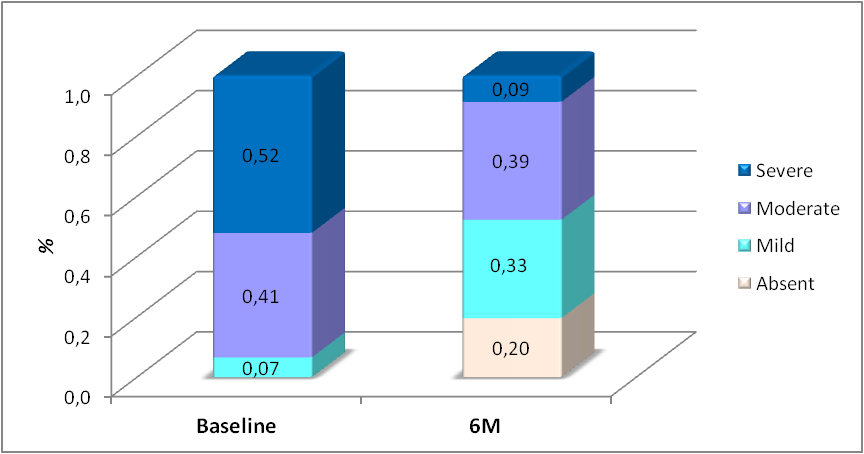 1,0
0,8
0,6
0,4
0,2
0,0
%
0,52
0,41
0,07
0,09
0,39
0,33
0,20
Baseline
6M
Severe
Moderate
Mild
Absent